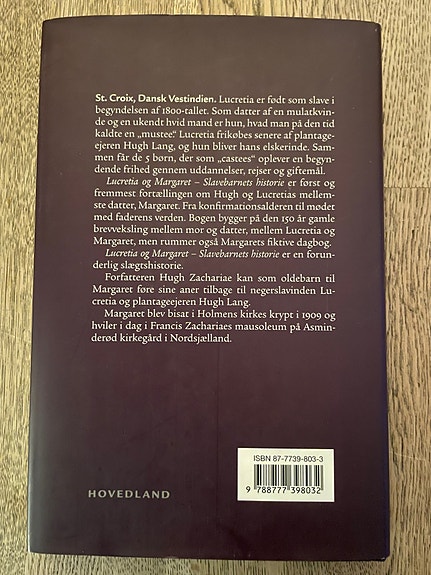 St. Croix, Dansk Vestindien. Lucretia er født som slave i
begyndelsen af 1800-tallet. Som datter af en mulatkvin-
de og en ukendt hvid mand er hun, hvad man på den tid
kaldte en „mustee“. Lucretia frikøbes senere af plantage-
ejeren Hugh Lang, og hun bliver hans elskerinde. Sam-
men får de 5 børn, der som „castees“ oplever en begyn-
dende frihed gennem uddannelser, rejser og giftemål.
Lucretia og Margaret – Slavebarnets historie er først og
fremmest fortællingen om Hugh og Lucretias mellem-
ste datter, Margaret. Fra konfirmationsalderen til mødet
med faderens verden. Bogen bygger på den 150 år gamle
brevveksling mellem mor og datter, mellem Lucretia og
Margaret, men rummer også Margarets fiktive dagbog.
Lucretia og Margaret – Slavebarnets historie er en forun-
derlig slægtshistorie.
Forfatteren Hugh Zachariae kan som oldebarn til
Margaret føre sine aner tilbage til negerslavinden Lu-
cretia og plantageejeren Hugh Lang.
Margaret blev bisat i Holmens kirkes krypt i 1909 og
hviler i dag i Francis Zachariaes mausoleum på Asmin-
derød kirkegård i Nordsjælland.
ISBN 87-7739-803-3
9 788777 398032
HOVEDLAND